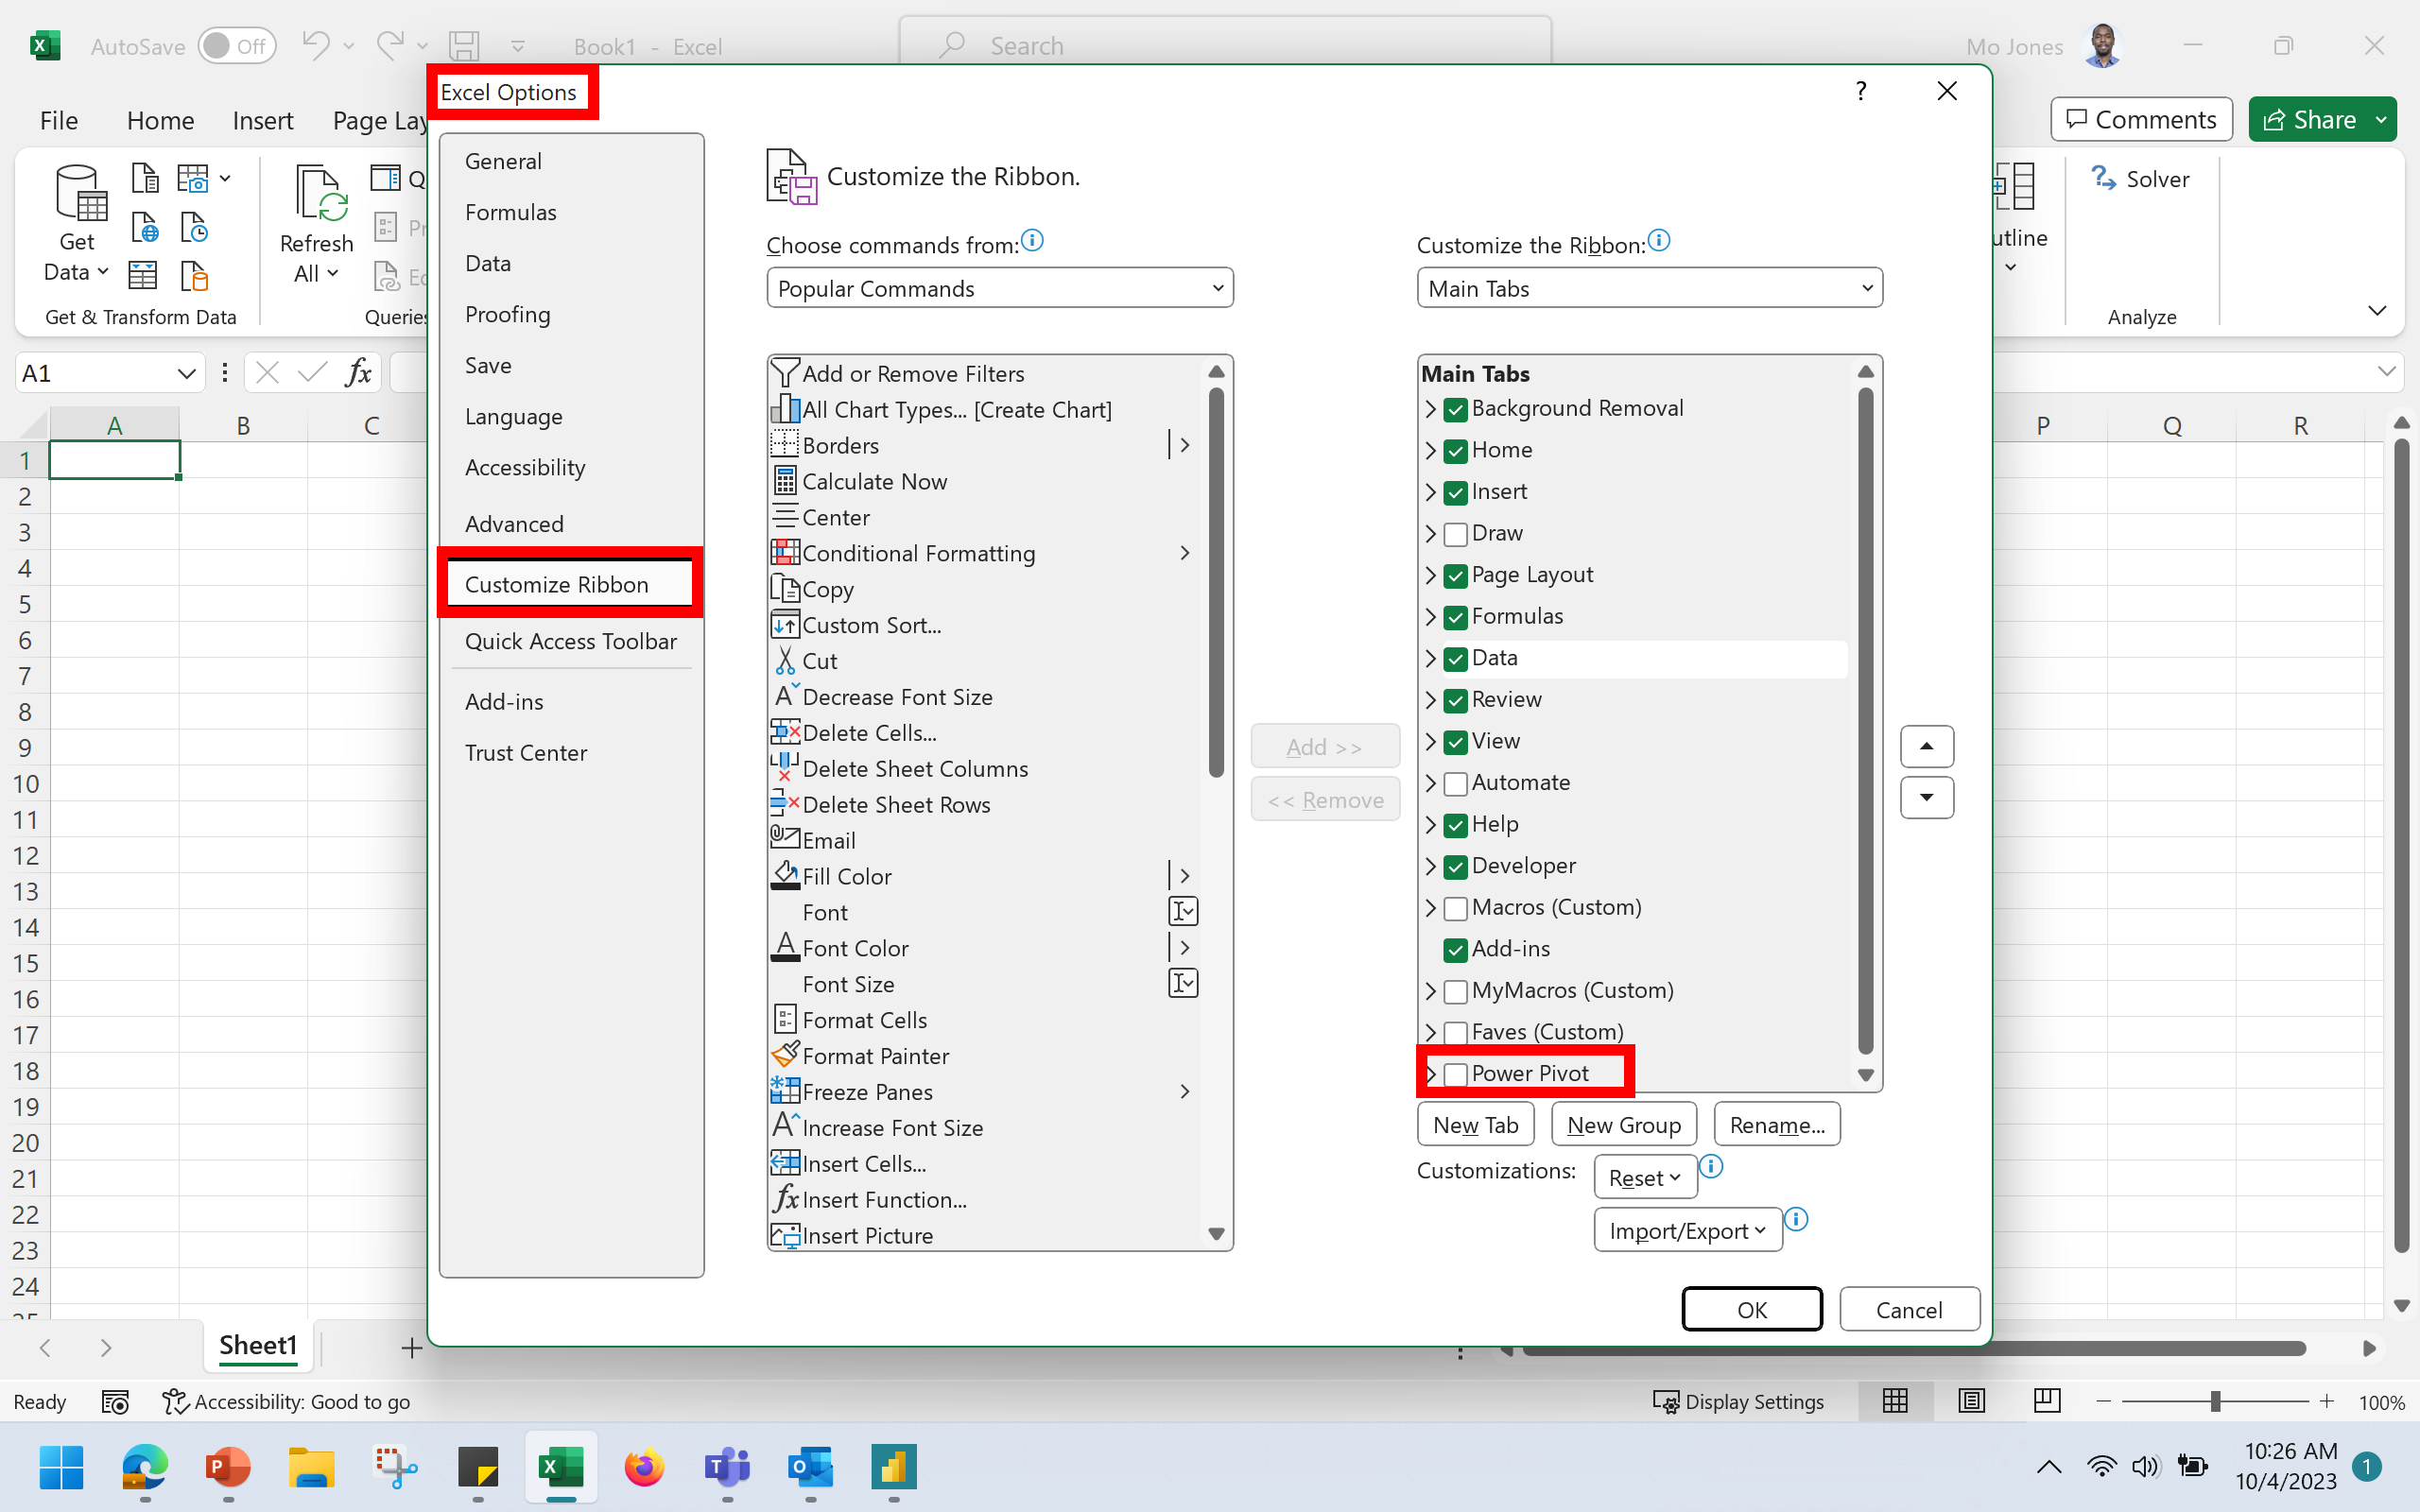 AutoSave Off Book1 - Excel Search Mo Jones
Excel Options ?
File Home Insert Page Lay Comments Share
Get Data
Get & Transform Data
Refresh All
Queries
utline
Solver
Analyze
A1 fx
A B C P Q R
1
2
3
4
5
6
7
8
9
10
11
12
13
14
15
16
17
18
19
20
21
22
23
24
General
Formulas
Data
Proofing
Save
Language
Accessibility
Advanced
Customize Ribbon
Quick Access Toolbar
Add-ins
Trust Center
Customize the Ribbon.
Choose commands from:
Popular Commands
Add or Remove Filters
All Chart Types... [Create Chart]
Borders
Calculate Now
Center
Conditional Formatting
Copy
Custom Sort...
Cut
Decrease Font Size
Delete Cells...
Delete Sheet Columns
Delete Sheet Rows
Email
Fill Color
Font
Font Color
Font Size
Format Cells
Format Painter
Freeze Panes
Increase Font Size
Insert Cells...
Insert Function...
Insert Picture
Add >>
<< Remove
Customize the Ribbon:
Main Tabs
Main Tabs
Background Removal
Home
Insert
Draw
Page Layout
Formulas
Data
Review
View
Automate
Help
Developer
Macros (Custom)
Add-ins
MyMacros (Custom)
Faves (Custom)
Power Pivot
New Tab New Group Rename...
Customizations: Reset
Import/Export
OK Cancel
Sheet1
Ready Accessibility: Good to go Display Settings 100%
10:26 AM
10/4/2023 1